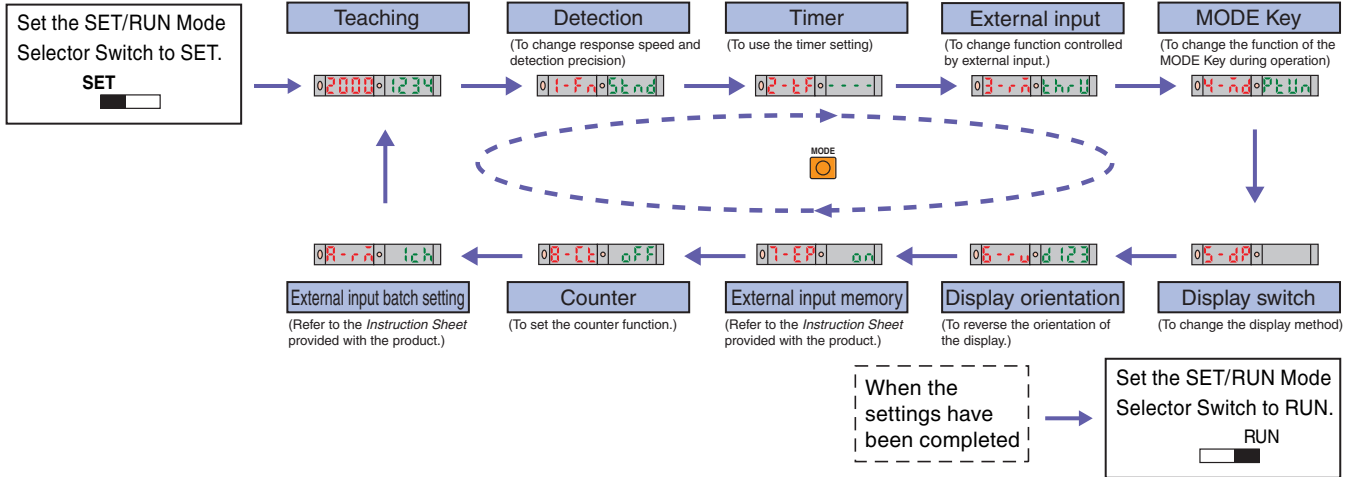 Set the SET/RUN Mode
Selector Switch to SET.
SET
Teaching
2000 1234
Detection
(To change response speed and
detection precision)
1-Fn Stnd
Timer
(To use the timer setting)
2-tF ----
External input
(To change function controlled
by external input.)
3-rm thrU
MODE Key
(To change the function of the
MODE Key during operation)
4-md PtUn
MODE
A-rm 1ch
External input batch setting
(Refer to the Instruction Sheet
provided with the product.)
8-Ct oFF
Counter
(To set the counter function.)
7-EP on
External input memory
(Refer to the Instruction Sheet
provided with the product.)
6-ru d123
Display orientation
(To reverse the orientation of
the display.)
5-dP
Display switch
(To change the display method)
When the
settings have
been completed
Set the SET/RUN Mode
Selector Switch to RUN.
RUN